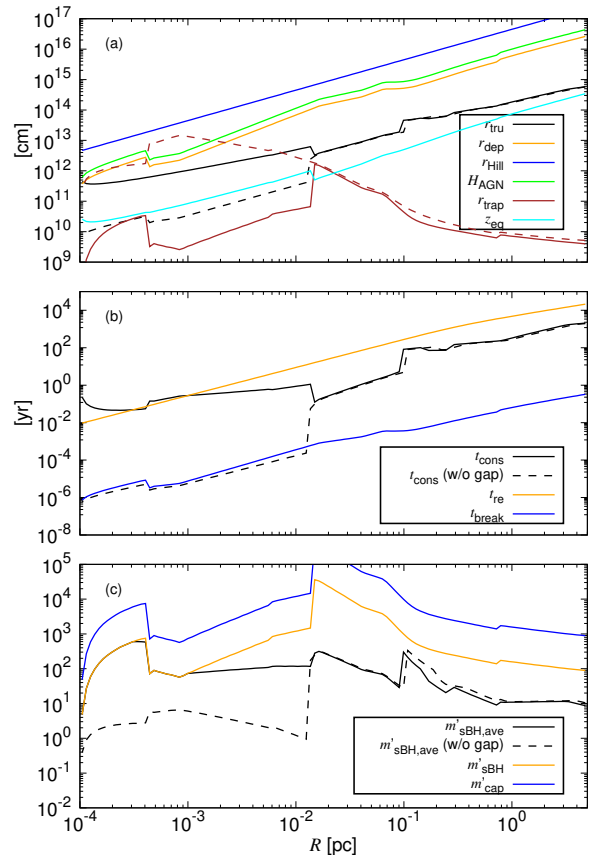 10^17
10^16
10^15
10^14
10^13
10^12
10^11
10^10
10^9
[cm]
(a)
r_tru
r_dep
r_Hill
H_AGN
r_trap
z_eq
10^4
10^2
10^0
10^-2
10^-4
10^-6
10^-8
[yr]
(b)
t_cons
t_cons (w/o gap)
t_re
t_break
10^5
10^4
10^3
10^2
10^1
10^0
10^-1
10^-2
(c)
m'_sBH,ave
m'_sBH,ave (w/o gap)
m'_sBH
m'_cap
10^-4 10^-3 10^-2 10^-1 10^0
R [pc]